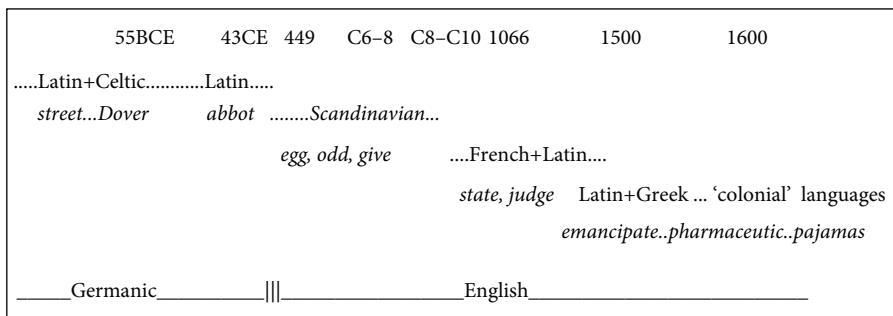 55BCE 43CE 449 C6–8 C8–C10 1066 1500 1600
.....Latin+Celtic............Latin.....
street...Dover abbot ........Scandinavian...
egg, odd, give ....French+Latin....
state, judge Latin+Greek ... ‘colonial’ languages
emancipate..pharmaceutic..pajamas
_____Germanic__________|||_________________English__________________________